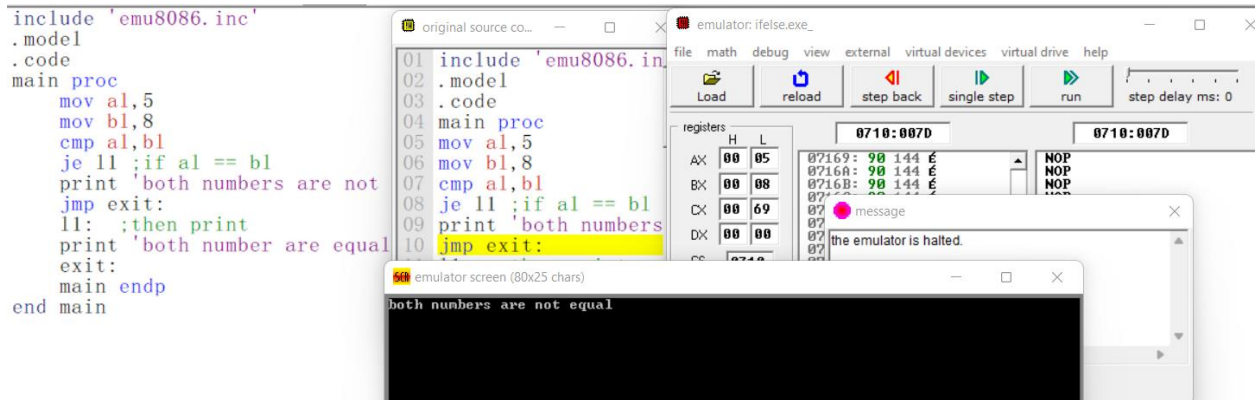 include 'emu8086.inc'
.model
.code
main proc
mov al,5
mov bl,8
cmp al,bl
je l1 ;if al == bl
print 'both numbers are not
jmp exit:
l1: ;then print
print 'both number are equal
exit:
main endp
end main
original source co...
01 include 'emu8086.in
02 .model
03 .code
04 main proc
05 mov al,5
06 mov bl,8
07 cmp al,bl
08 je l1 ;if al == bl
09 print 'both numbers
10 jmp exit:
emulator: ifelse.exe_
file math debug view external virtual devices virtual drive help
Load reload step back single step run step delay ms: 0
registers
H L
AX 00 05
BX 00 08
CX 00 69
DX 00 00
0710:007D 0710:007D
07169: 90 144 É NOP
0716A: 90 144 É NOP
0716B: 90 144 É NOP
07
07
07
07
07
message
the emulator is halted.
SCR emulator screen (80x25 chars)
both numbers are not equal